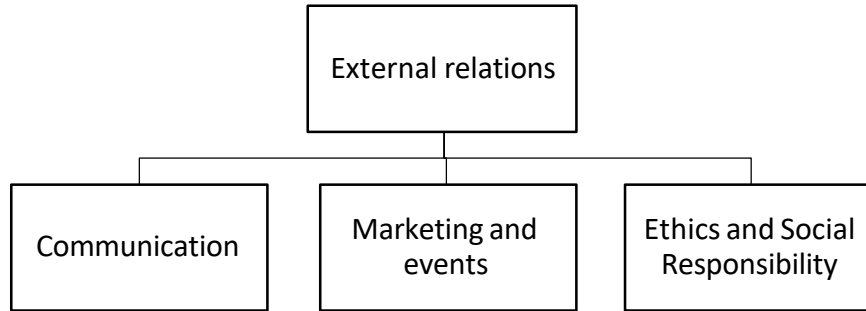 External relations
Communication
Marketing and
events
Ethics and Social
Responsibility